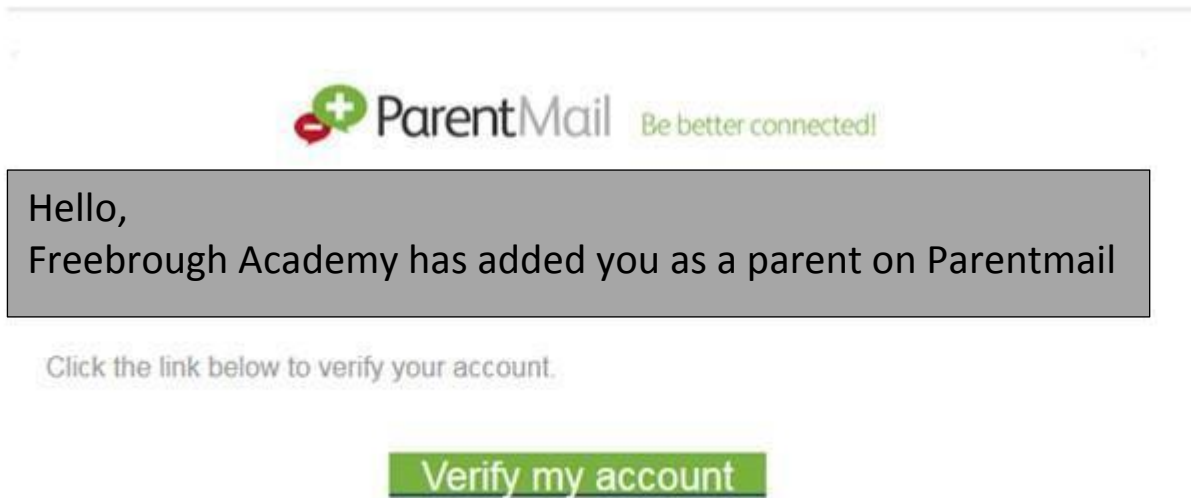 ParentMail Be better connected!
Hello,
Freebrough Academy has added you as a parent on Parentmail
Click the link below to verify your account.
Verify my account